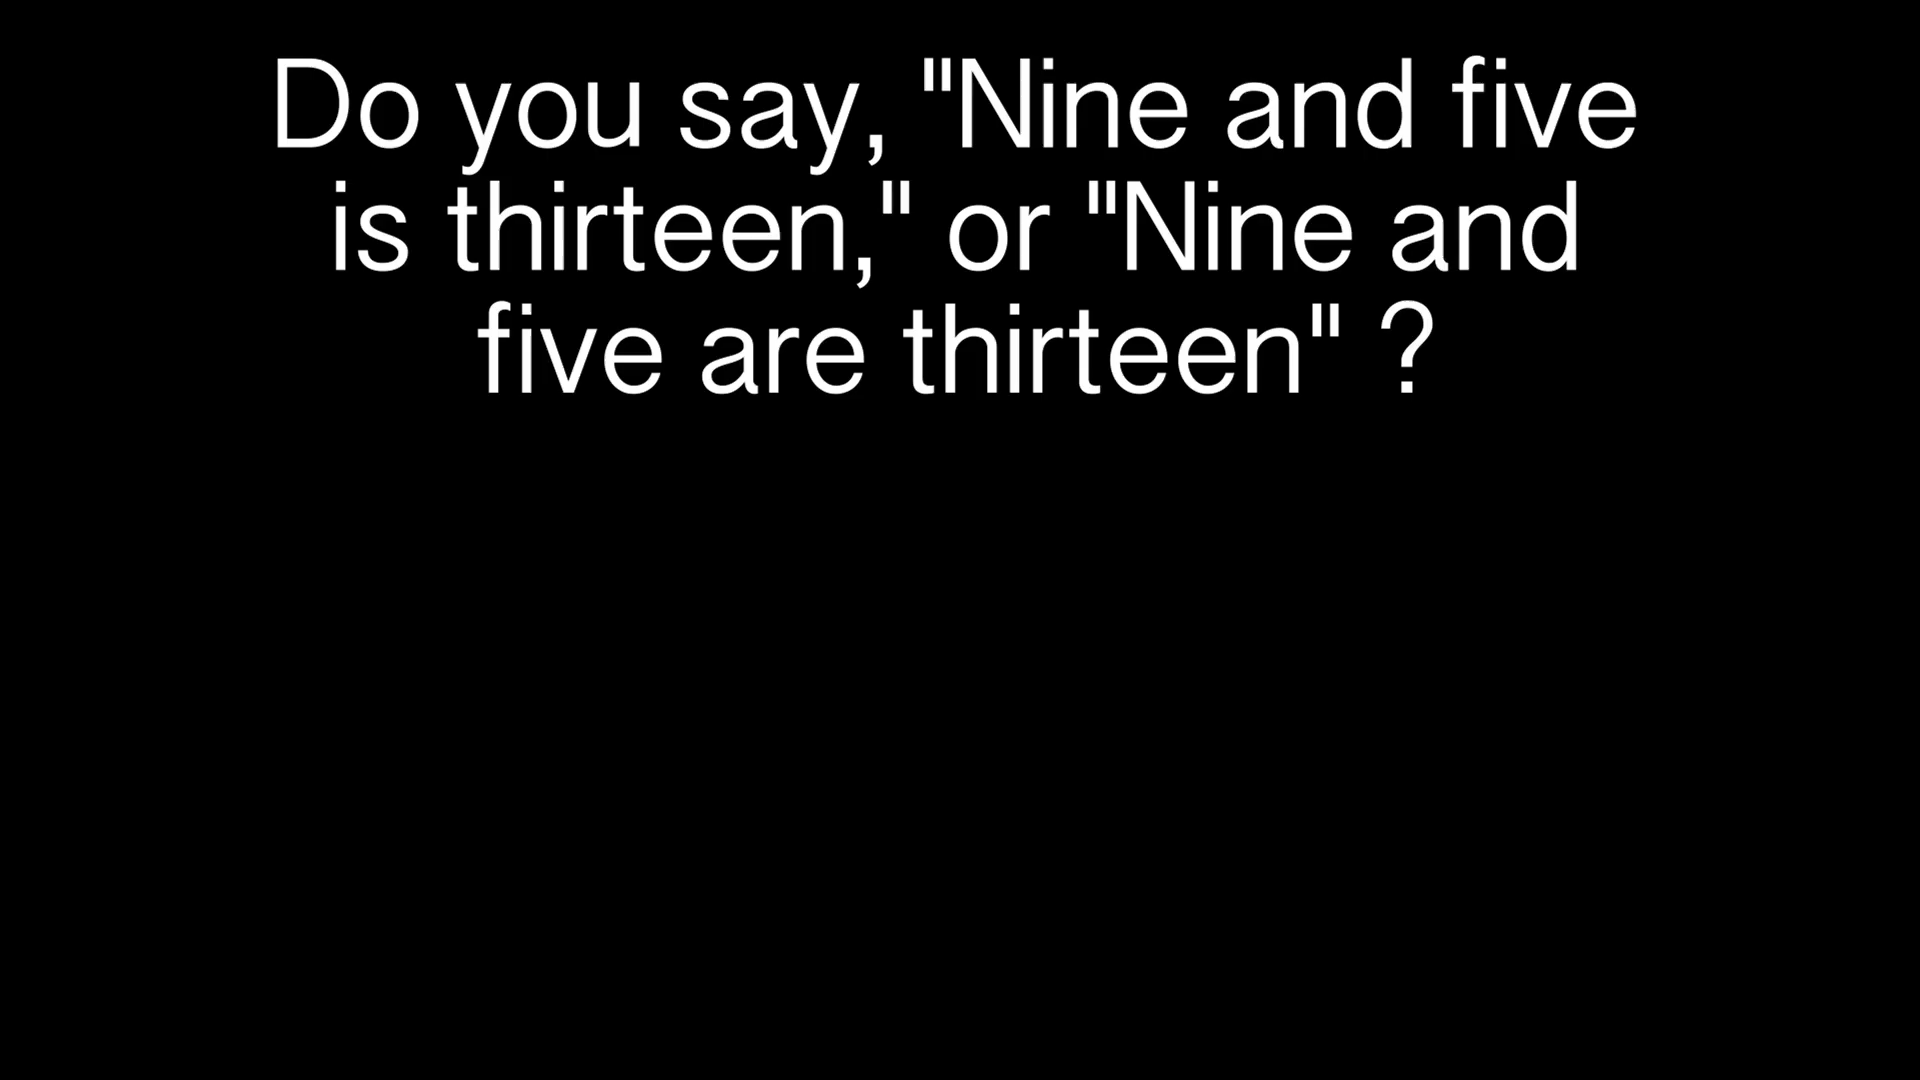 Do you say, "Nine and five
is thirteen," or "Nine and
five are thirteen" ?